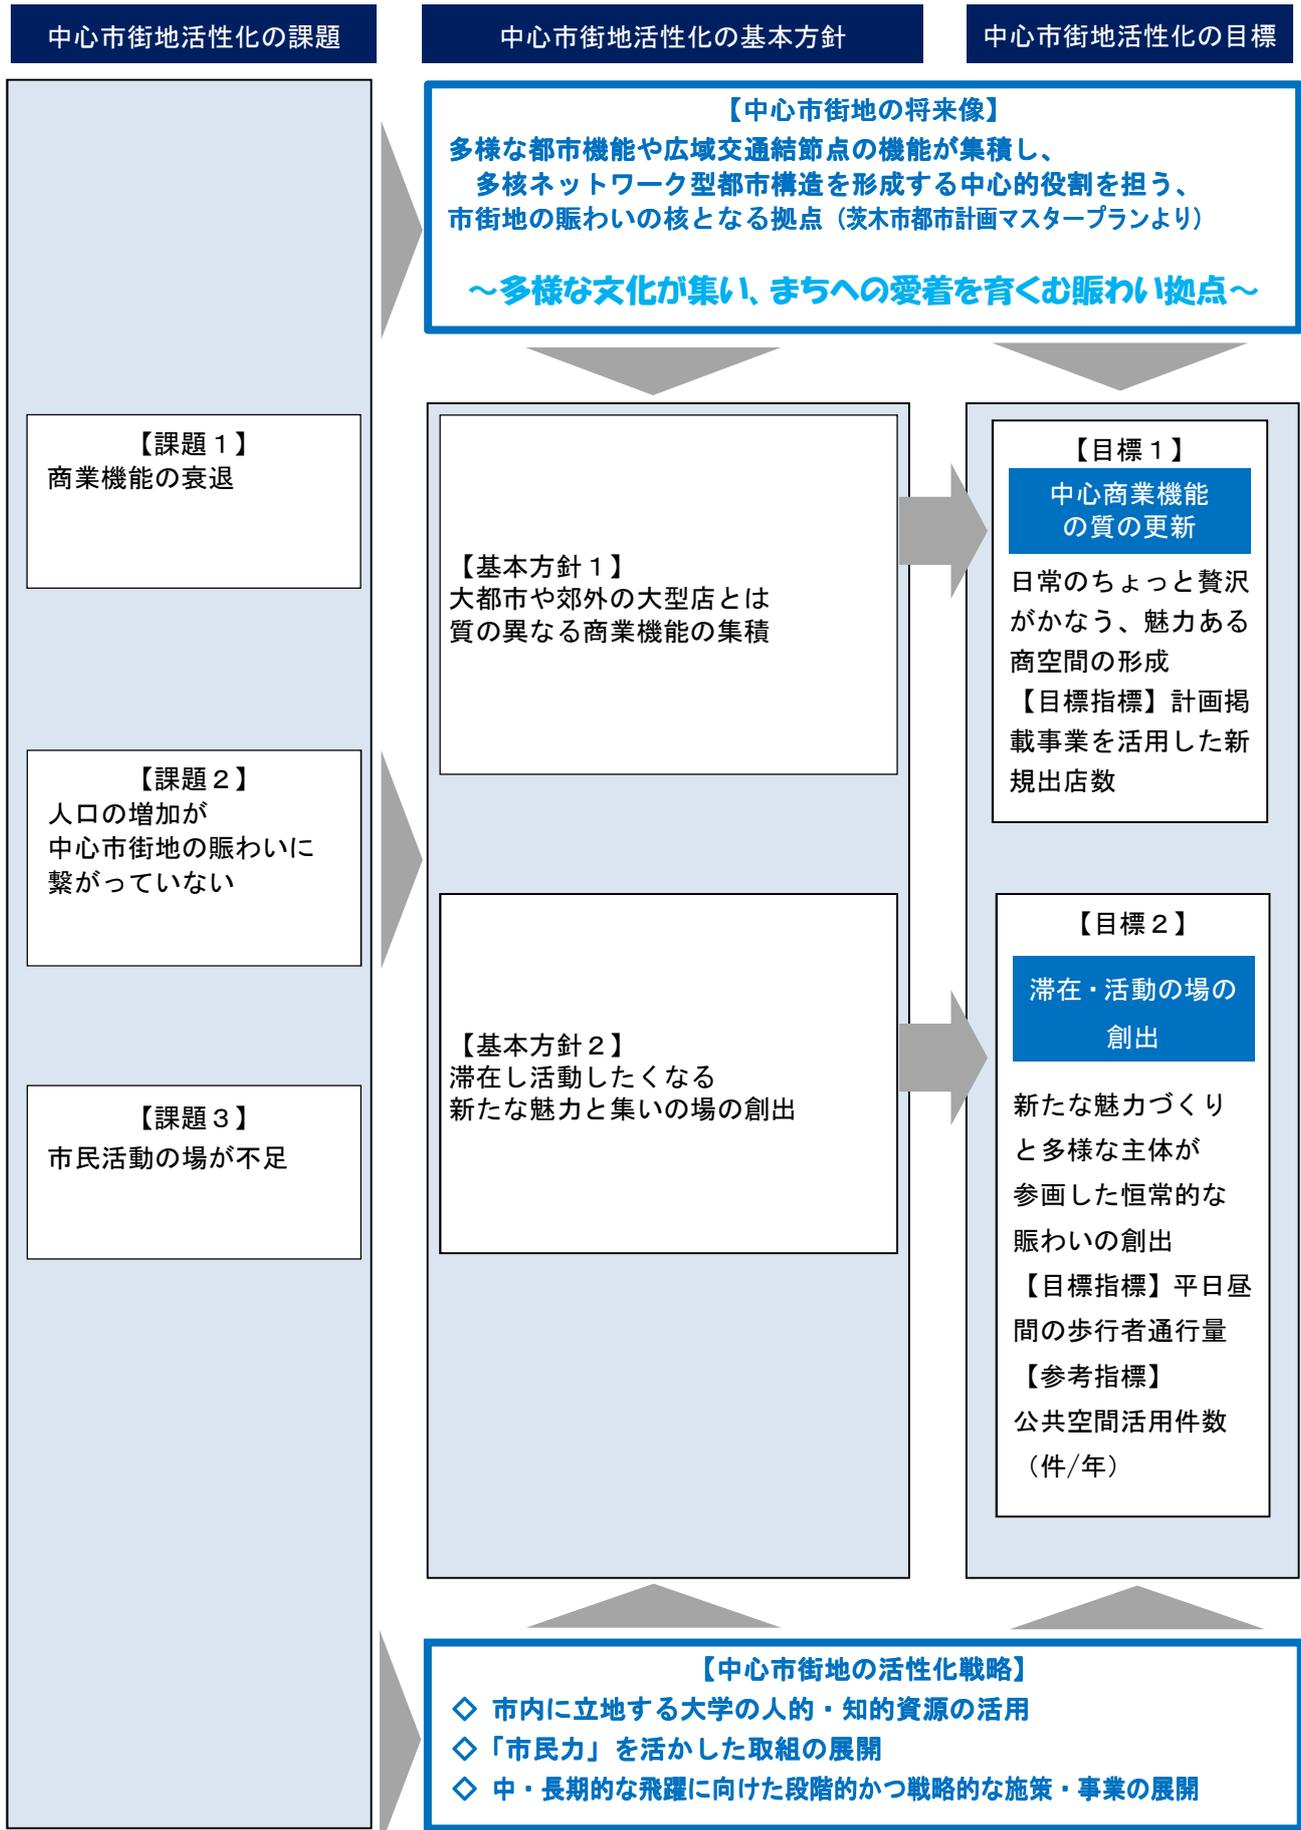 中心市街地活性化の課題
中心市街地活性化の基本方針
中心市街地活性化の目標
【中心市街地の将来像】
多様な都市機能や広域交通結節点の機能が集積し、
多核ネットワーク型都市構造を形成する中心的役割を担う、
市街地の賑わいの核となる拠点（茨木市都市計画マスタープランより）
～多様な文化が集い、まちへの愛着を育くむ賑わい拠点～
【課題１】
商業機能の衰退
【課題２】
人口の増加が
中心市街地の賑わいに
繋がっていない
【課題３】
市民活動の場が不足
【基本方針１】
大都市や郊外の大型店とは
質の異なる商業機能の集積
【基本方針２】
滞在し活動したくなる
新たな魅力と集いの場の創出
【目標１】
中心商業機能
の質の更新
日常のちょっと贅沢
がかなう、魅力ある
商空間の形成
【目標指標】計画掲
載事業を活用した新
規出店数
【目標２】
滞在・活動の場の
創出
新たな魅力づくり
と多様な主体が
参画した恒常的な
賑わいの創出
【目標指標】平日昼
間の歩行者通行量
【参考指標】
公共空間活用件数
（件/年）
【中心市街地の活性化戦略】
◇ 市内に立地する大学の人的・知的資源の活用
◇「市民力」を活かした取組の展開
◇ 中・長期的な飛躍に向けた段階的かつ戦略的な施策・事業の展開